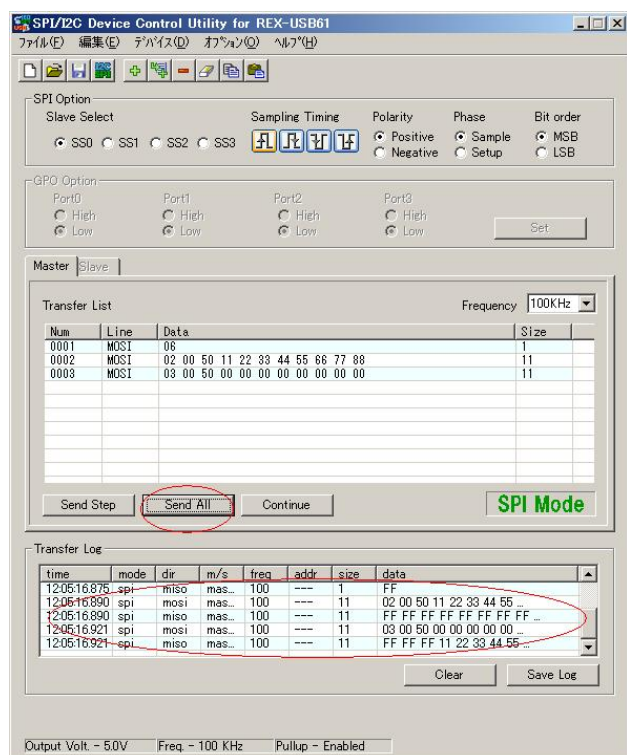 SPI/I2C Device Control Utility for REX-USB61
ファイル(F) 編集(E) デバイス(D) オプション(O) ヘルプ(H)
SPI Option
Slave Select Sampling Timing Polarity Phase Bit order
SS0 SS1 SS2 SS3 Positive Sample MSB
Negative Setup LSB
GPO Option
Port0 Port1 Port2 Port3
High High High High
Low Low Low Low Set
Master Slave
Transfer List Frequency 100KHz
Num Line Data Size
0001 MOSI 06 1
0002 MOSI 02 00 50 11 22 33 44 55 66 77 88 11
0003 MOSI 03 00 50 00 00 00 00 00 00 00 00 11
Send Step Send All Continue SPI Mode
Transfer Log
time mode dir m/s freq addr size data
12:05:16.875 spi miso mas... 100 --- 1 FF
12:05:16.890 spi mosi mas... 100 --- 11 02 00 50 11 22 33 44 55 ...
12:05:16.890 spi miso mas... 100 --- 11 FF FF FF FF FF FF FF FF ...
12:05:16.921 spi mosi mas... 100 --- 11 03 00 50 00 00 00 00 00 ...
12:05:16.921 spi miso mas... 100 --- 11 FF FF FF 11 22 33 44 55 ...
Clear Save Log
Output Volt. - 5.0V Freq. - 100 KHz Pullup - Enabled